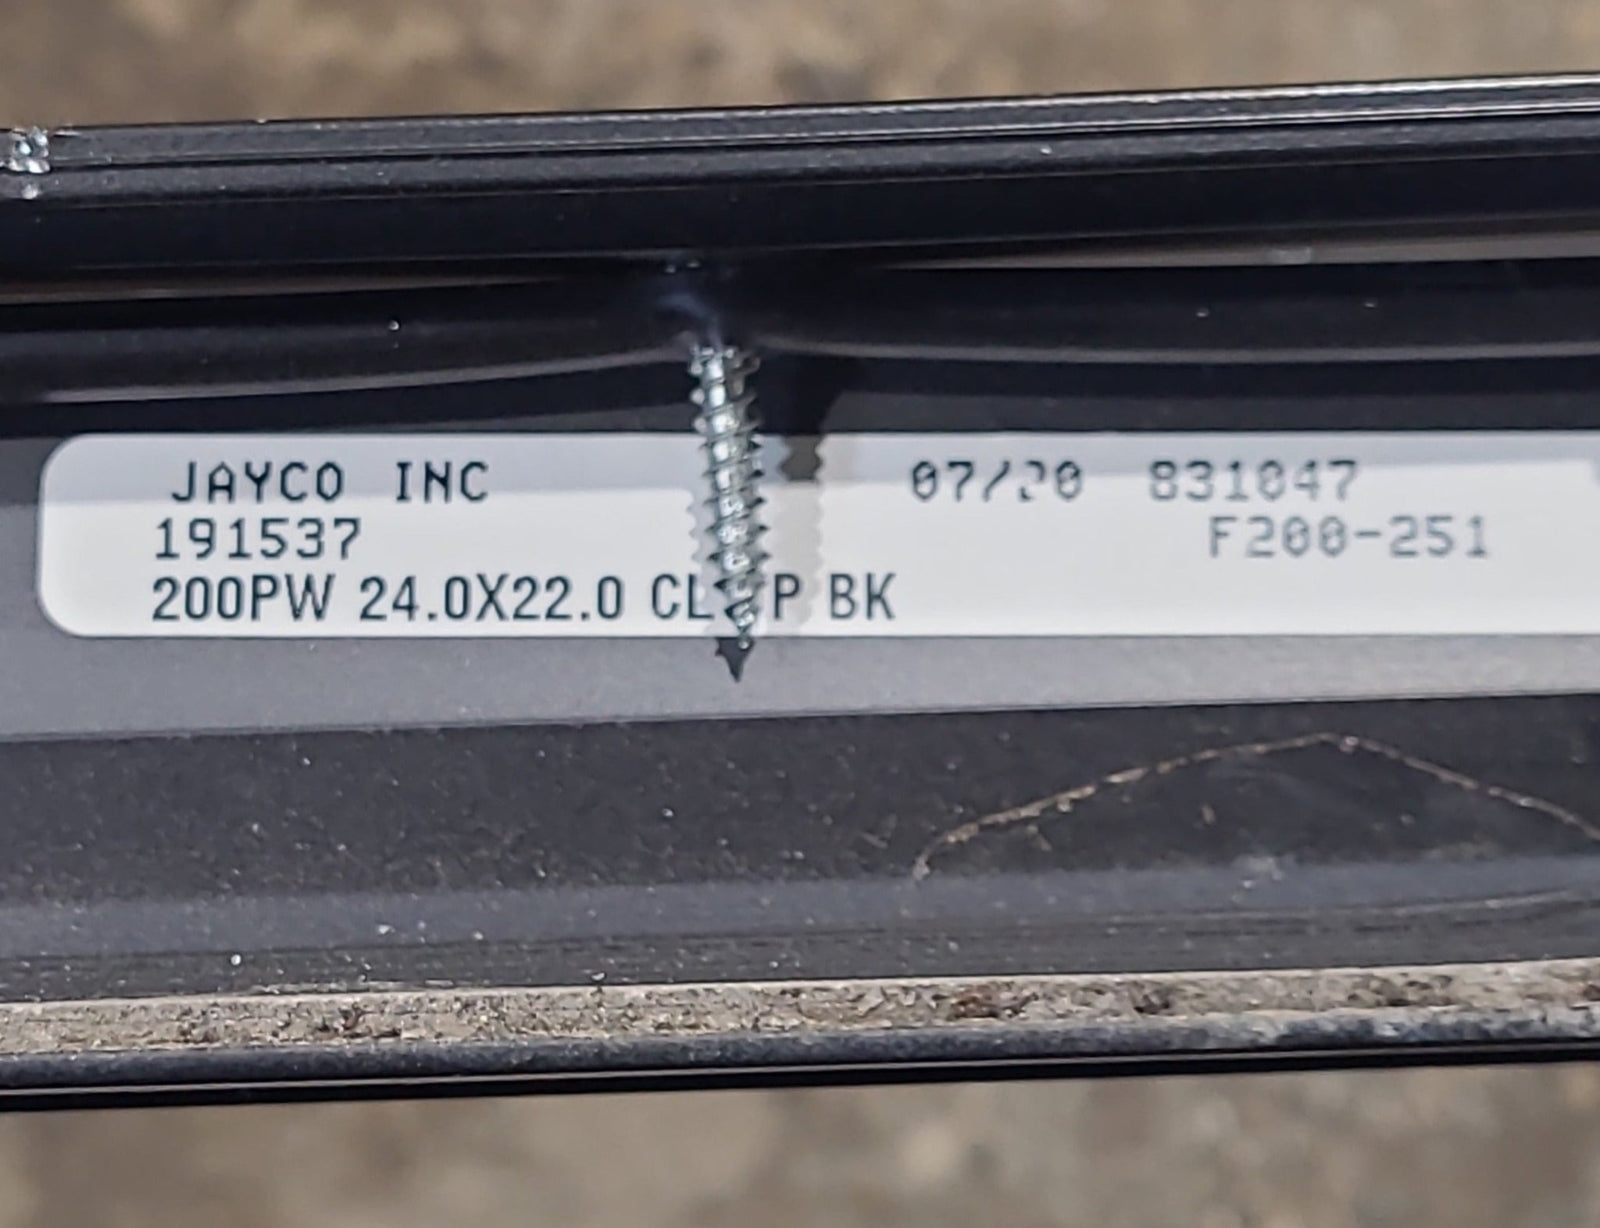 JAYCO INC 07/20 831047
191537 F200-251
200PW 24.0X22.0 BK